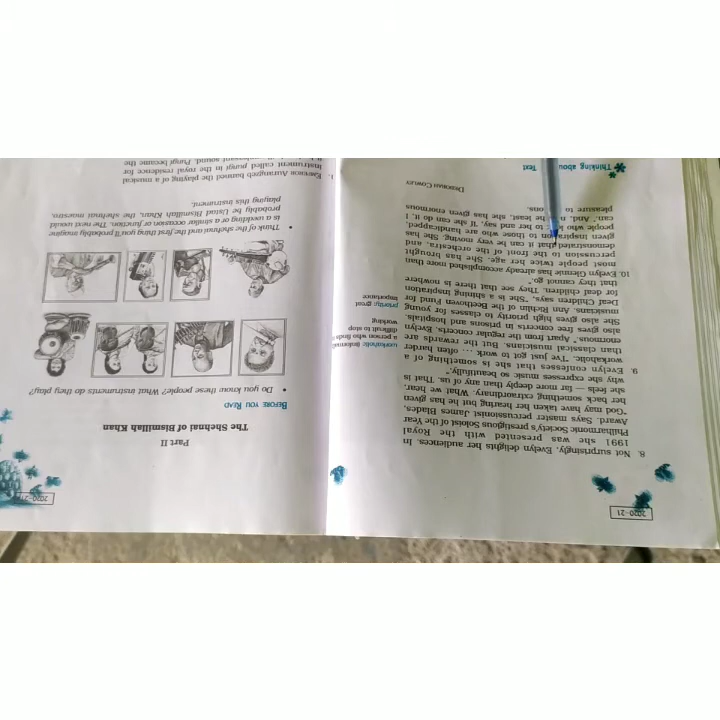 2020-21
8. Not surprisingly, Evelyn delights her audiences. In
1991 she was presented with the Royal
Philharmonic Society's prestigious Soloist of the Year
Award. Says master percussionist James Blades,
"God may have taken her hearing but he has given
her back something extraordinary. What we hear,
she feels — far more deeply than any of us. That is
why she expresses music so beautifully."
9. Evelyn confesses that she is something of a
workaholic. "I've just got to work ... often harder
than classical musicians. But the rewards are
enormous." Apart from the regular concerts, Evelyn
also gives free concerts in prisons and hospitals.
She also gives high priority to classes for young
musicians. Ann Richlin of the Beethoven Fund for
Deaf Children says, "She is a shining inspiration
for deaf children. They see that there is nowhere
that they cannot go."
10. Evelyn Glennie has already accomplished more than
most people twice her age. She has brought
percussion to the front of the orchestra, and
demonstrated that it can be very moving. She has
given inspiration to those who are handicapped,
people who look to her and say, 'If she can do it, I
can.' And, the least, she has given enormous
pleasure to
DEBORAH COWLEY
workaholic (informal):
a person who finds
difficult to stop
working
priority: great
importance
Thinking about Text
2020-21
Part II
The Shehnai of Bismillah Khan
BEFORE YOU READ
• Do you know these people? What instruments do they play?
• Think of the shehnai and the first thing you'll probably imagine
is a wedding or a similar occasion or function. The next would
probably be Ustad Bismillah Khan, the shehnai maestro,
playing this instrument.
1. EMPEROR Aurangzeb banned the playing of a musical
instrument called pungi in the royal residence for
sound. Pungi became the